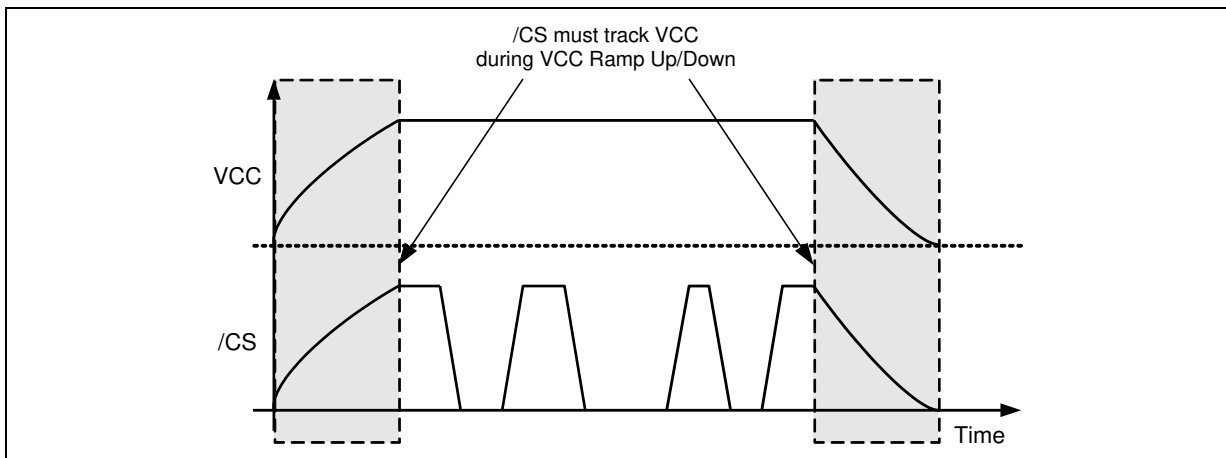 /CS must track VCC
during VCC Ramp Up/Down
VCC
/CS
Time